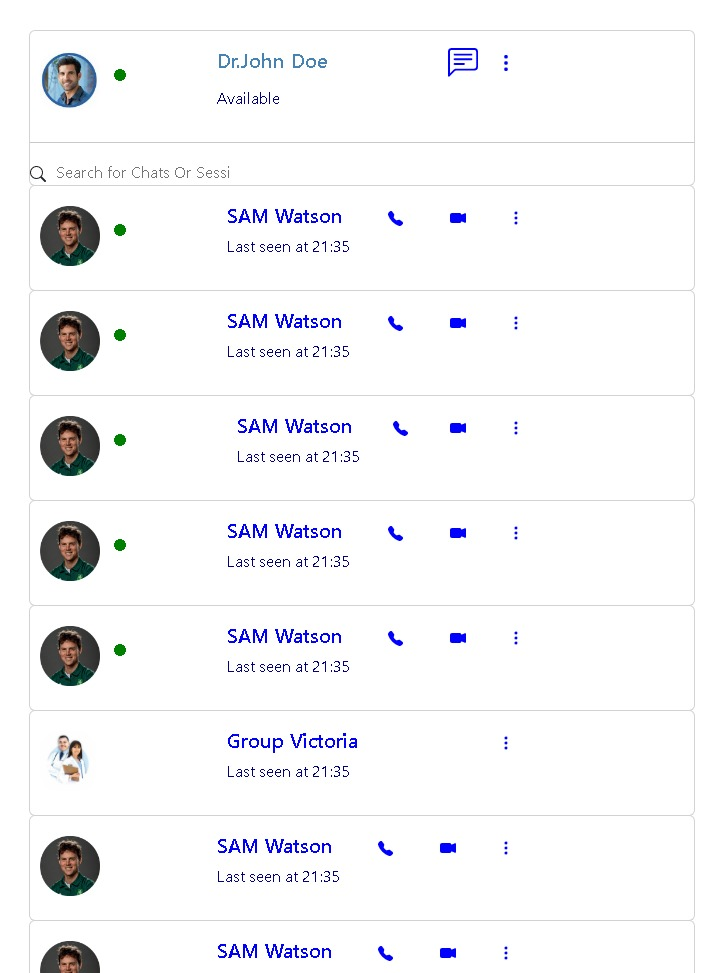 Dr.John Doe
Available
Search for Chats Or Sessi
SAM Watson
Last seen at 21:35
SAM Watson
Last seen at 21:35
SAM Watson
Last seen at 21:35
SAM Watson
Last seen at 21:35
SAM Watson
Last seen at 21:35
Group Victoria
Last seen at 21:35
SAM Watson
Last seen at 21:35
SAM Watson